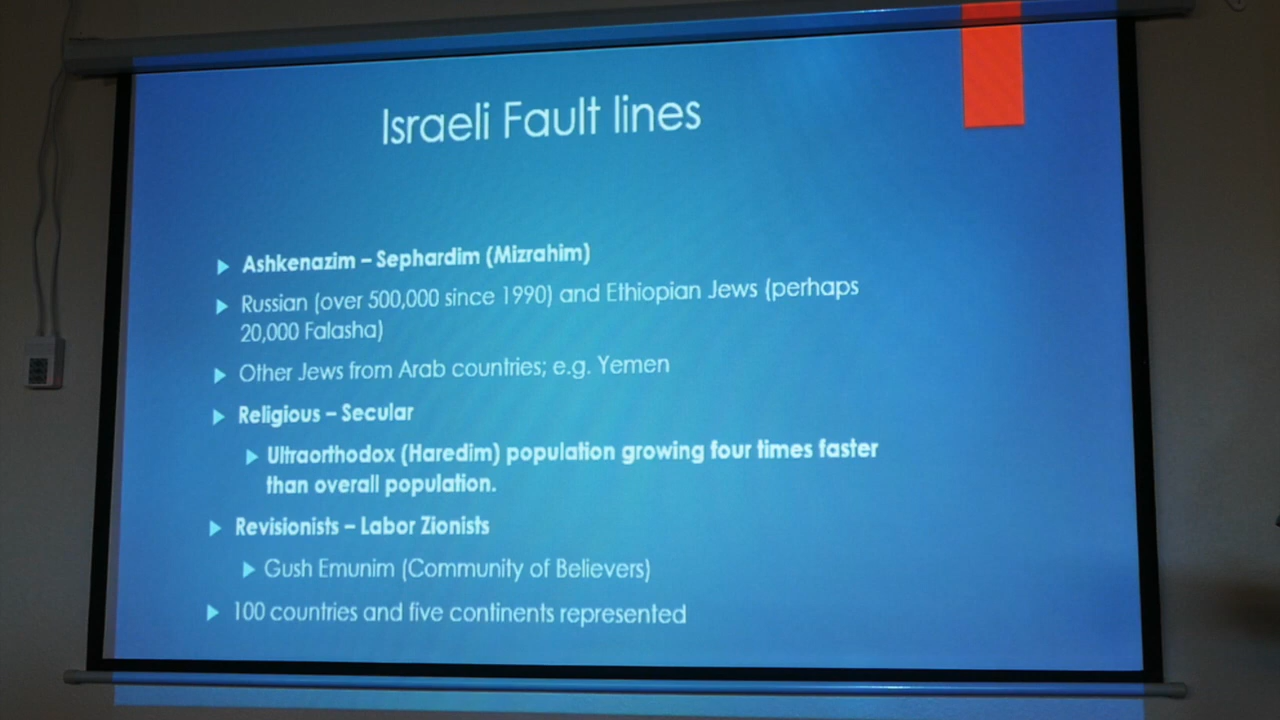 Israeli Fault lines
Ashkenazim – Sephardim (Mizrahim)
Russian (over 500,000 since 1990) and Ethiopian Jews (perhaps
20,000 Falasha)
Other Jews from Arab countries; e.g. Yemen
Religious – Secular
Ultraorthodox (Haredim) population growing four times faster
than overall population.
Revisionists – Labor Zionists
Gush Emunim (Community of Believers)
100 countries and five continents represented